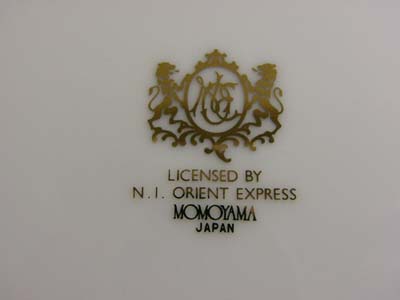 LICENSED BY
N. I. ORIENT EXPRESS
MOMOYAMA
JAPAN